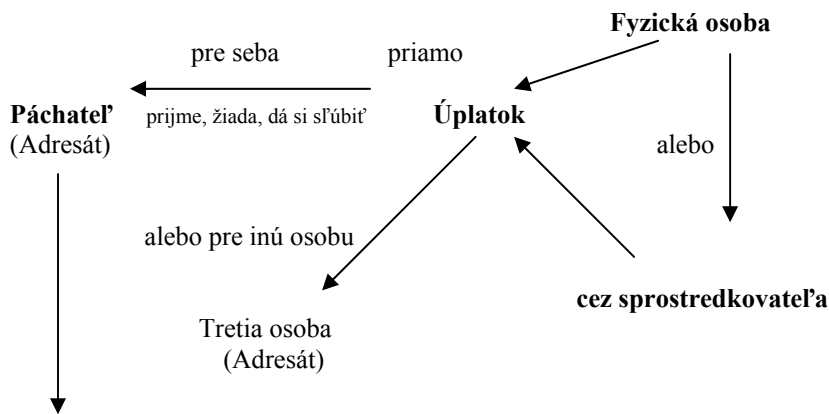 Fyzická osoba
pre seba priamo
Páchateľ prijme, žiada, dá si sľúbiť Úplatok
(Adresát) alebo
alebo pre inú osobu
cez sprostredkovateľa
Tretia osoba
(Adresát)